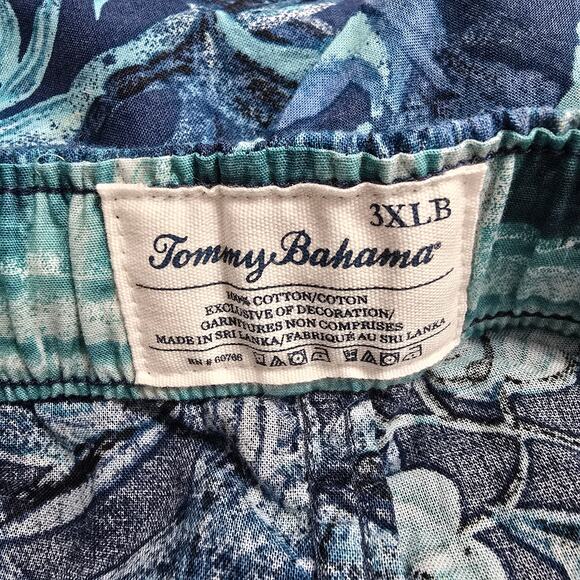 3XLB
Tommy Bahama®
100% COTTON/COTON
EXCLUSIVE OF DECORATION/
GARNITURES NON COMPRISES
MADE IN SRI LANKA/FABRIQUÉ AU SRI LANKA
RN # 60766